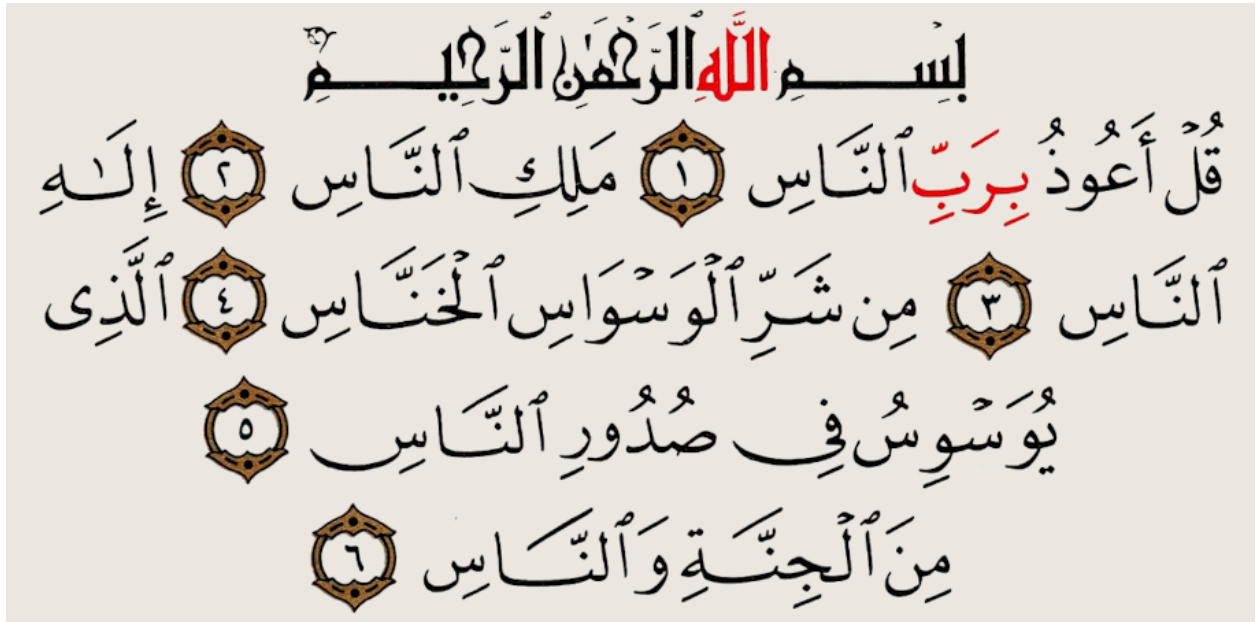 بِسْمِ ٱللَّهِ ٱلرَّحْمَٰنِ ٱلرَّحِيمِ
قُلْ أَعُوذُ بِرَبِّ ٱلنَّاسِ ١ مَلِكِ ٱلنَّاسِ ٢ إِلَٰهِ
ٱلنَّاسِ ٣ مِن شَرِّ ٱلْوَسْوَاسِ ٱلْخَنَّاسِ ٤ ٱلَّذِى
يُوَسْوِسُ فِى صُدُورِ ٱلنَّاسِ ٥
مِنَ ٱلْجِنَّةِ وَٱلنَّاسِ ٦